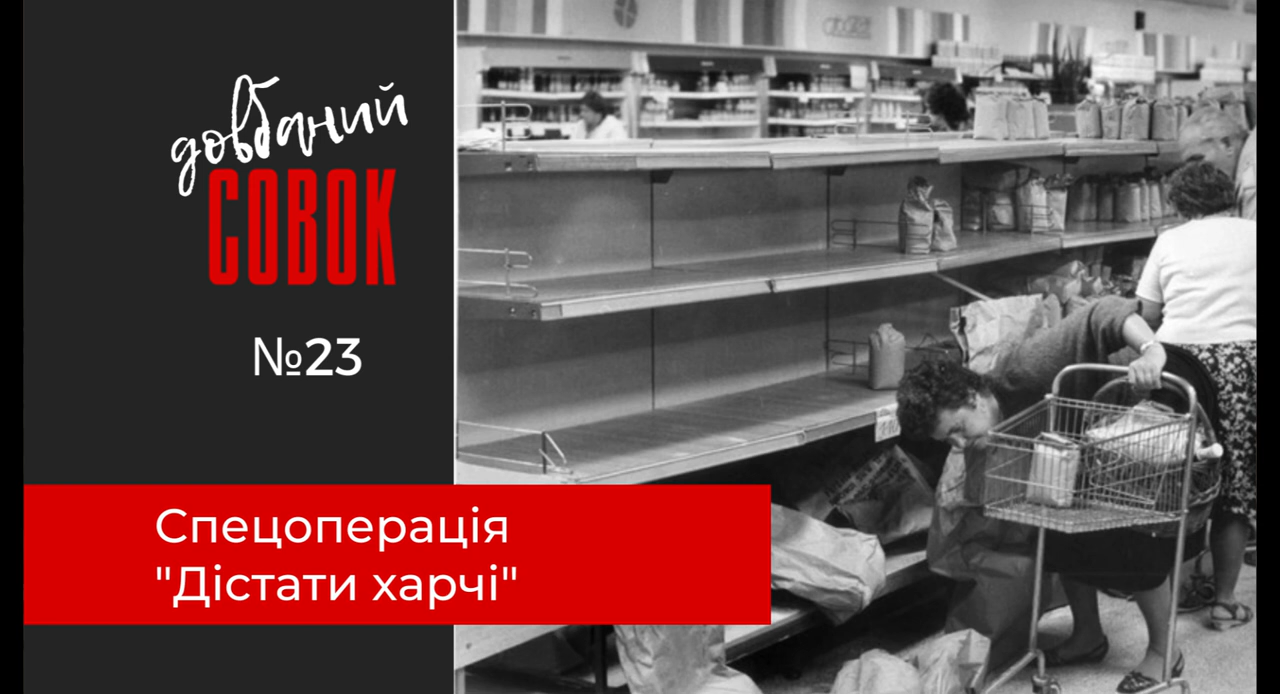 довбаний
СОВОК
№23
Спецоперація
"Дістати харчі"